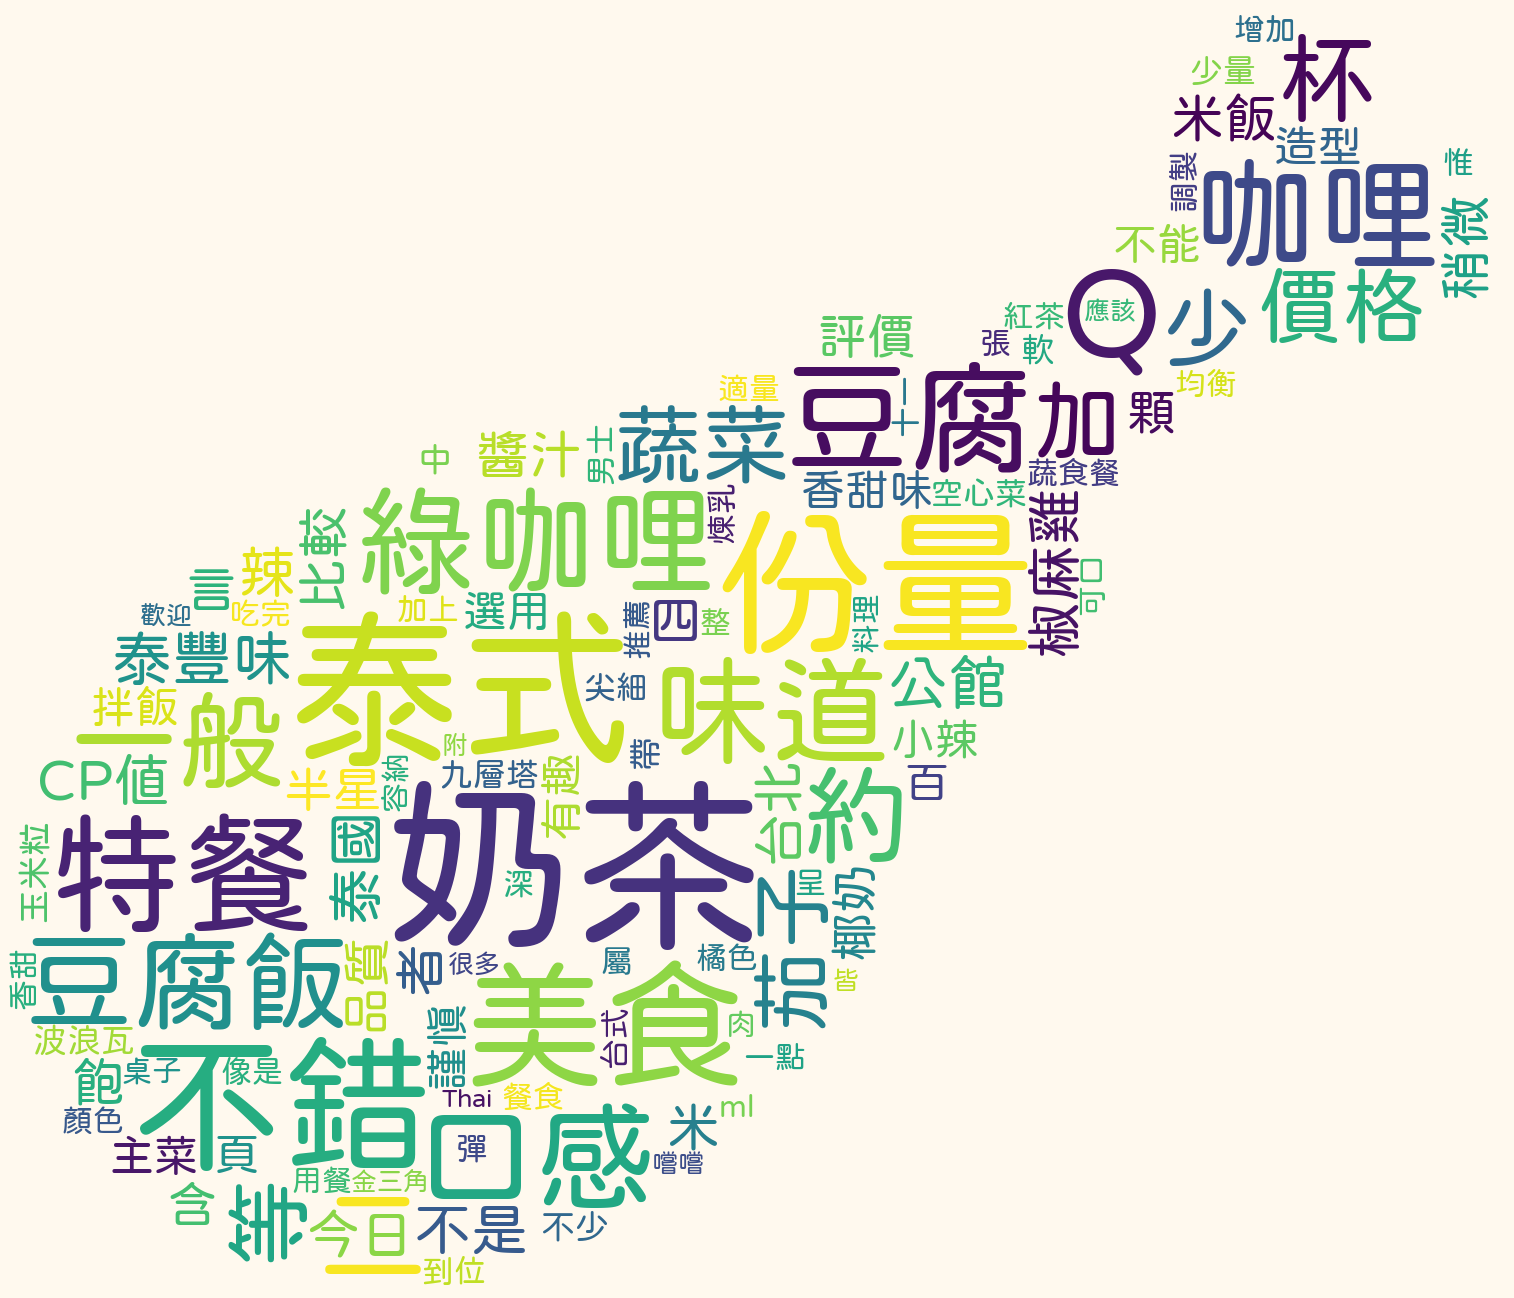 增加
杯
少量
米飯
造型
惟
調製
咖哩
稍微
不能
價格
Q
應該
少
紅茶
評價
張
軟
均衡
適量
豆腐
二十
加
顆
蔬菜
醬汁
男士
中
香甜味
空心菜
蔬食餐
綠咖哩
煉乳
份量
椒麻雞
比較
辣
言
可口
吃完
歡迎
加上
選用
推薦
四
整
料理
泰豐味
泰式
味道
公館
尖細
拌飯
一般
小辣
帶
附
CP值
半星
容納
九層塔
有趣
台北
約
百
玉米粒
特餐
泰國
奶茶
深
茄子
呈
椰奶
香甜
豆腐飯
品質
者
很多
屬
橘色
皆
美食
台式
肉
一點
謹慎
波浪瓦
飽
桌子
像是
不錯
顏色
Thai
餐食
ml
口感
彈
米
嚐嚐
主菜
頁
用餐
金三角
含
等
二
今日
不是
不少
到位